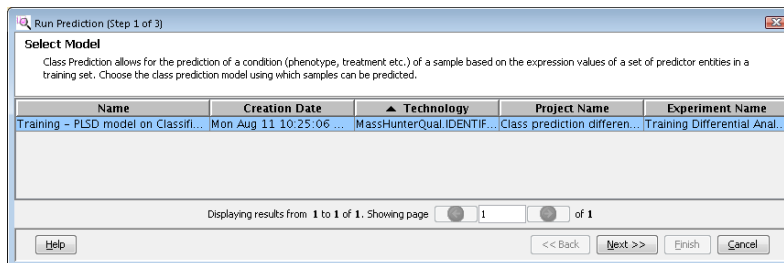 Run Prediction (Step 1 of 3)
Select Model
Class Prediction allows for the prediction of a condition (phenotype, treatment etc.) of a sample based on the expression values of a set of predictor entities in a
training set. Choose the class prediction model using which samples can be predicted.
Name Creation Date ▲ Technology Project Name Experiment Name
Training - PLSD model on Classifi... Mon Aug 11 10:25:06 ... MassHunterQual.IDENTIF... Class prediction differen... Training Differential Anal...
Displaying results from 1 to 1 of 1. Showing page 1 of 1
Help << Back Next >> Finish Cancel